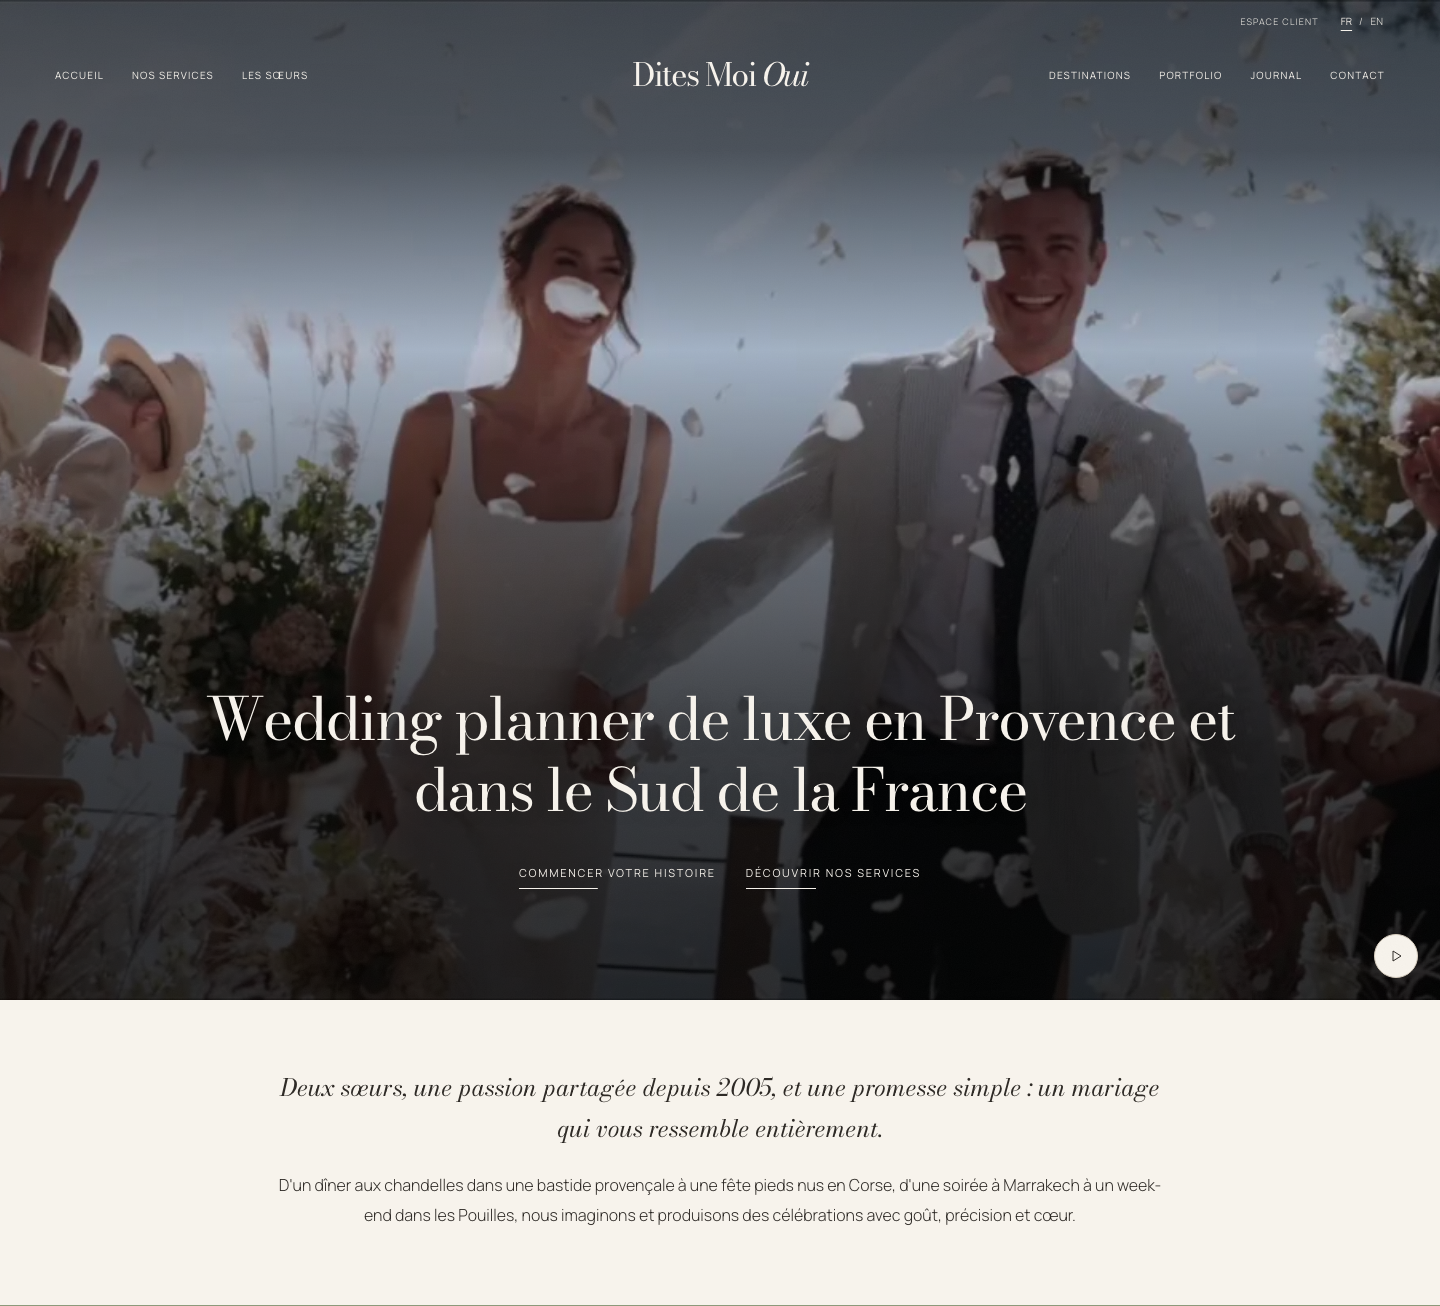 ESPACE CLIENT FR / EN
ACCUEIL NOS SERVICES LES SŒURS Dites Moi Oui DESTINATIONS PORTFOLIO JOURNAL CONTACT
Wedding planner de luxe en Provence et
dans le Sud de la France
COMMENCER VOTRE HISTOIRE DÉCOUVRIR NOS SERVICES
Deux sœurs, une passion partagée depuis 2005, et une promesse simple : un mariage
qui vous ressemble entièrement.
D'un dîner aux chandelles dans une bastide provençale à une fête pieds nus en Corse, d'une soirée à Marrakech à un week-
end dans les Pouilles, nous imaginons et produisons des célébrations avec goût, précision et cœur.